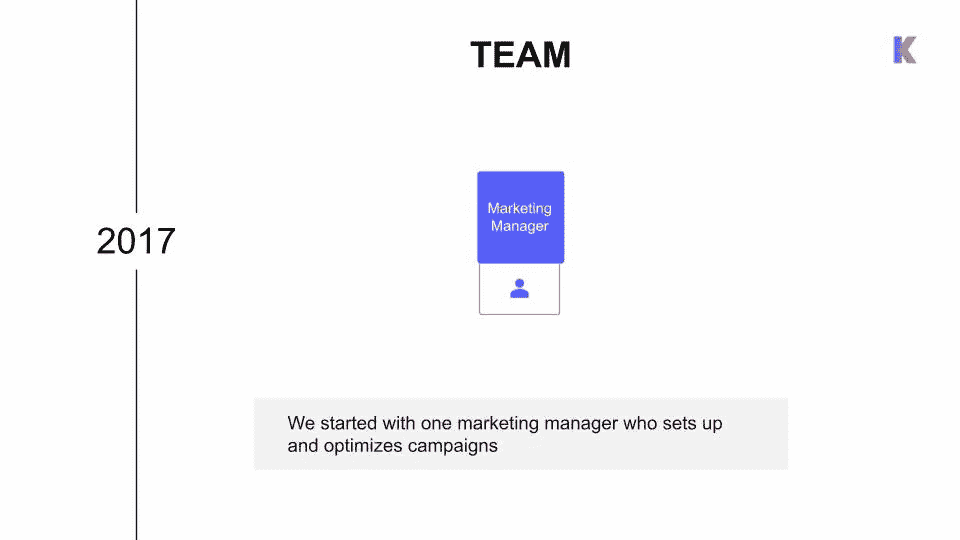 TEAM
K
2017
Marketing
Manager
We started with one marketing manager who sets up
and optimizes campaigns